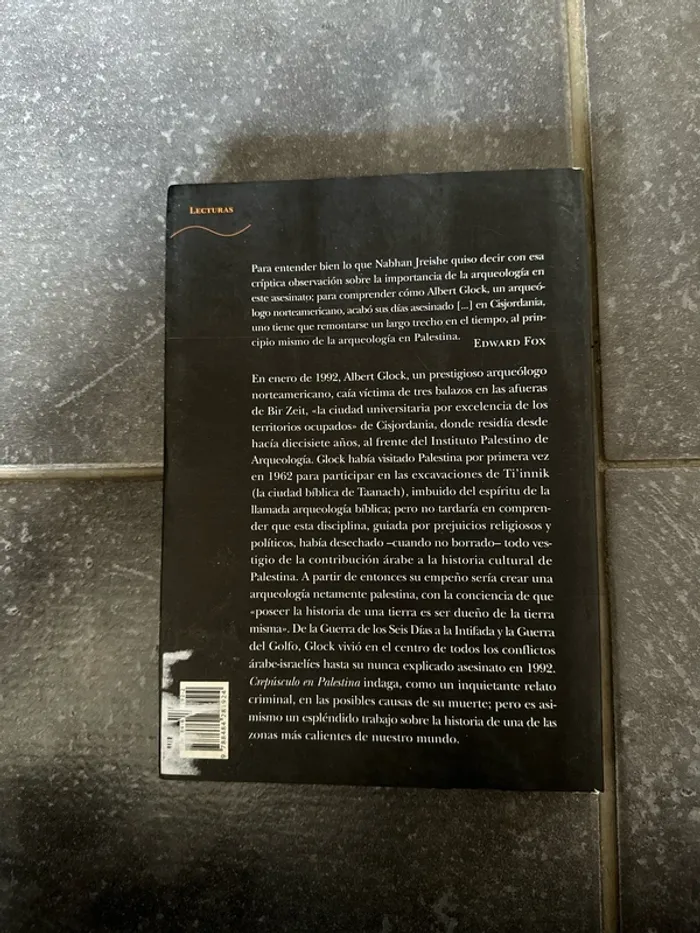 LECTURAS
Para entender bien lo que Nabhan Jreishe quiso decir con esa
críptica observación sobre la importancia de la arqueología en
este asesinato; para comprender cómo Albert Glock, un arqueó-
logo norteamericano, acabó sus días asesinado [...] en Cisjordania,
uno tiene que remontarse un largo trecho en el tiempo, al prin-
cipio mismo de la arqueología en Palestina.
EDWARD FOX
En enero de 1992, Albert Glock, un prestigioso arqueólogo
norteamericano, caía víctima de tres balazos en las afueras
de Bir Zeit, «la ciudad universitaria por excelencia de los
territorios ocupados» de Cisjordania, donde residía desde
hacía diecisiete años, al frente del Instituto Palestino de
Arqueología. Glock había visitado Palestina por primera vez
en 1962 para participar en las excavaciones de Ti'innik
(la ciudad bíblica de Taanach), imbuido del espíritu de la
llamada arqueología bíblica; pero no tardaría en compren-
der que esta disciplina, guiada por prejuicios religiosos y
políticos, había desechado –cuando no borrado– todo ves-
tigio de la contribución árabe a la historia cultural de
Palestina. A partir de entonces su empeño sería crear una
arqueología netamente palestina, con la conciencia de que
«poseer la historia de una tierra es ser dueño de la tierra
misma». De la Guerra de los Seis Días a la Intifada y la Guerra
del Golfo, Glock vivió en el centro de todos los conflictos
árabe-israelíes hasta su nunca explicado asesinato en 1992.
Crepúsculo en Palestina indaga, como un inquietante relato
criminal, en las posibles causas de su muerte; pero es asi-
mismo un espléndido trabajo sobre la historia de una de las
zonas más calientes de nuestro mundo.